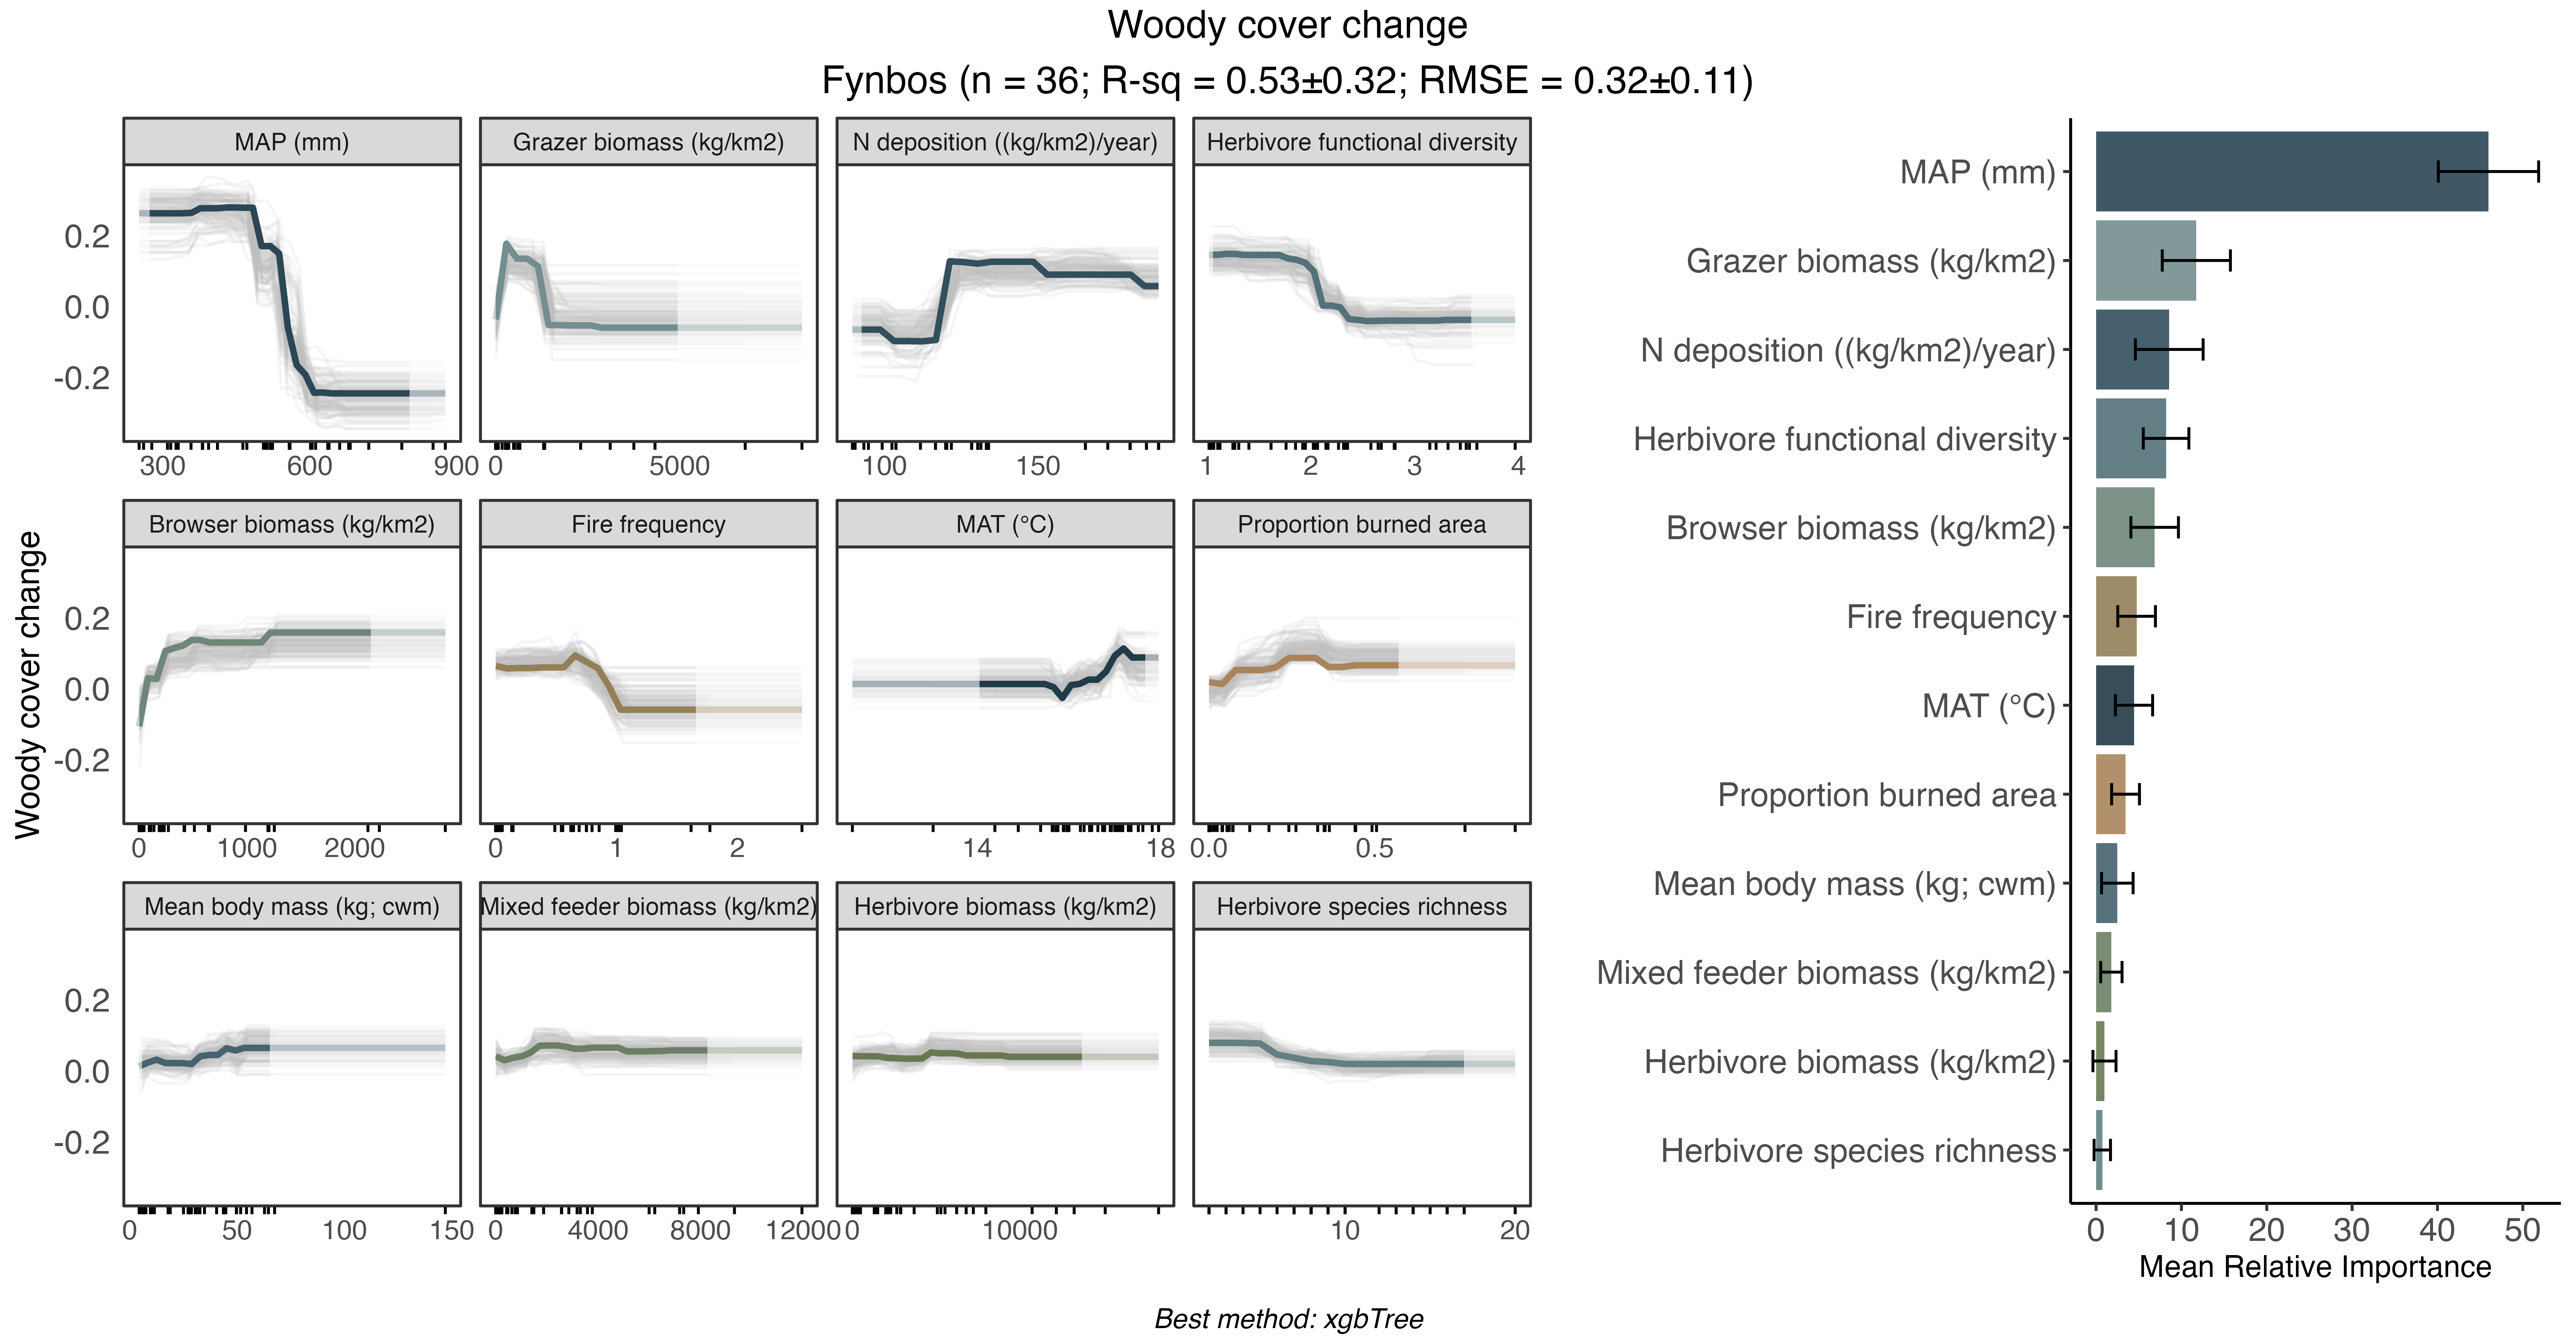 Woody cover change
Fynbos (n = 36; R-sq = 0.53±0.32; RMSE = 0.32±0.11)
MAP (mm)
Grazer biomass (kg/km2)
N deposition ((kg/km2)/year)
Herbivore functional diversity
0.2
0.0
-0.2
300 600 900
0 5000
100 150
1 2 3 4
Browser biomass (kg/km2)
Fire frequency
MAT (°C)
Proportion burned area
0.2
0.0
-0.2
0 1000 2000
0 1 2
14 18
0.0 0.5
Mean body mass (kg; cwm)
Mixed feeder biomass (kg/km2)
Herbivore biomass (kg/km2)
Herbivore species richness
0.2
0.0
-0.2
0 50 100 150
0 4000 8000 12000
0 10000
10 20
Woody cover change
MAP (mm)
Grazer biomass (kg/km2)
N deposition ((kg/km2)/year)
Herbivore functional diversity
Browser biomass (kg/km2)
Fire frequency
MAT (°C)
Proportion burned area
Mean body mass (kg; cwm)
Mixed feeder biomass (kg/km2)
Herbivore biomass (kg/km2)
Herbivore species richness
0 10 20 30 40 50
Mean Relative Importance
Best method: xgbTree